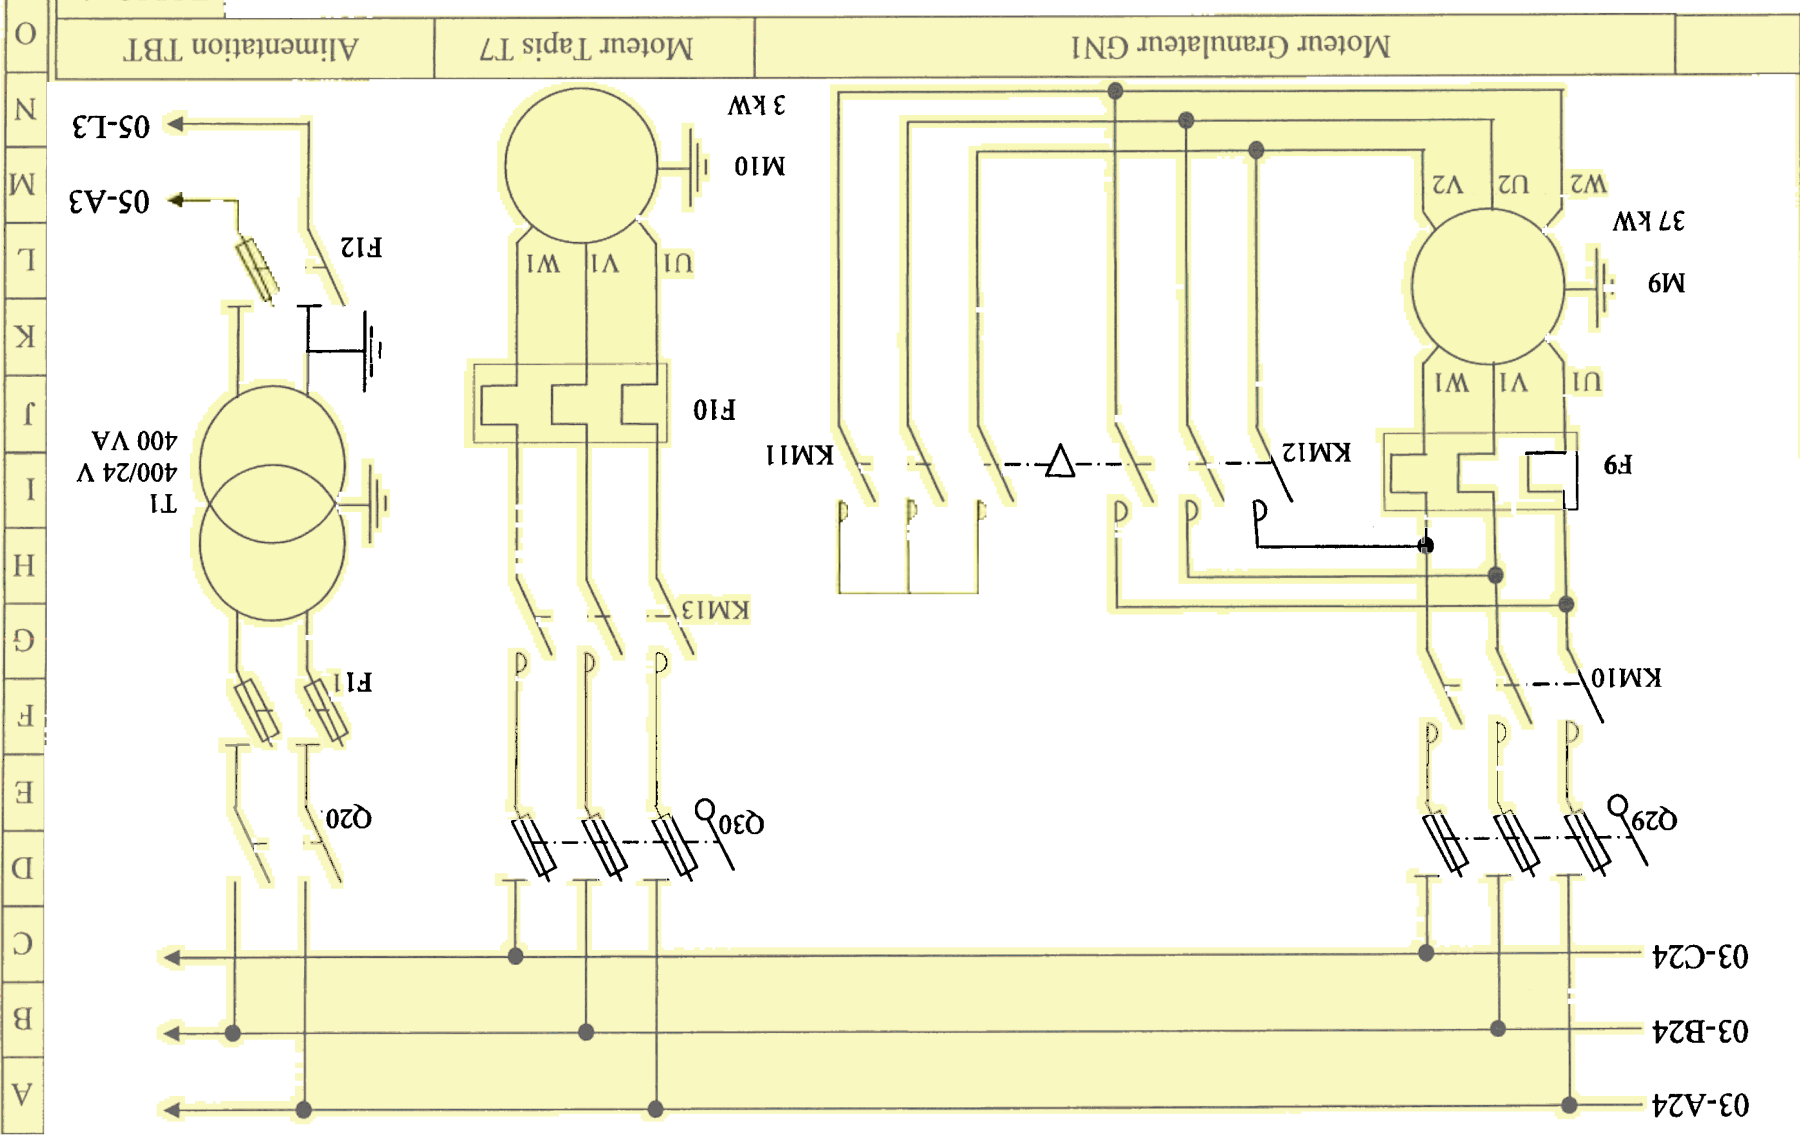 03-A24
03-B24
03-C24
Q29
Q30
Q20
KM10
F11
KM13
T1
400/24 V
400 VA
F9
KM12
KM11
F10
U1 V1 W1
M9
37 kW
W2 U2 V2
U1 V1 W1
M10
3 kW
F12
05-A3
05-L3
Moteur Granulateur GN1
Moteur Tapis T7
Alimentation TBT
A
B
C
D
E
F
G
H
I
J
K
L
M
N
O